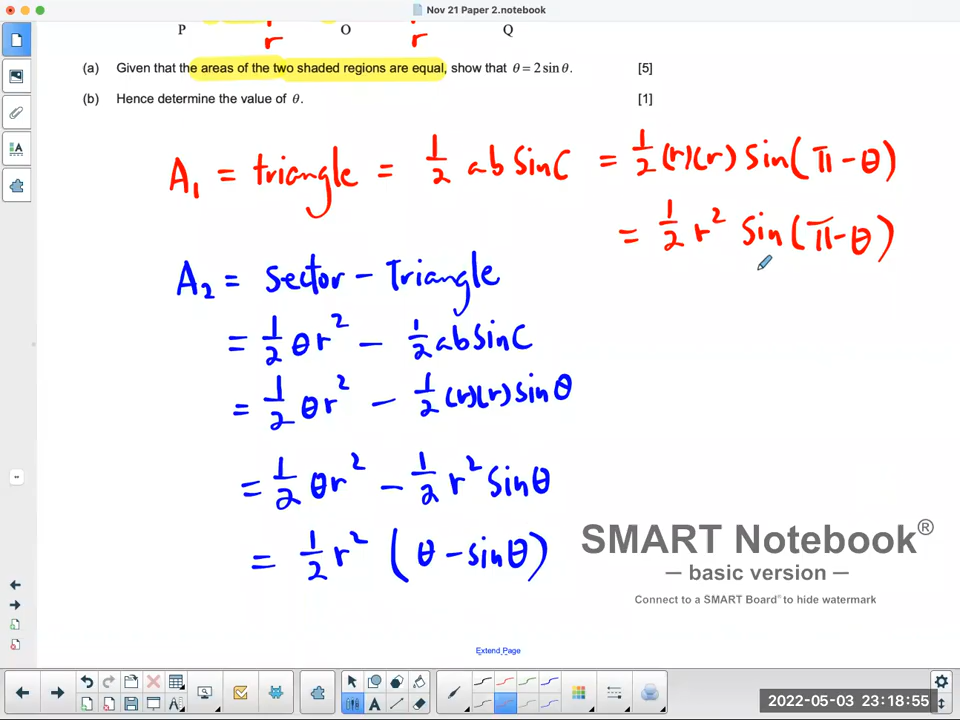 Nov 21 Paper 2.notebook
P r O r Q
(a) Given that the areas of the two shaded regions are equal, show that θ = 2 sin θ. [5]
(b) Hence determine the value of θ. [1]
A₁ = triangle = 1/2 ab SinC = 1/2 (r)(r) Sin(π - θ)
= 1/2 r² Sin(π - θ)
A₂ = Sector - Triangle
= 1/2 θr² - 1/2 ab SinC
= 1/2 θr² - 1/2 (r)(r) sinθ
= 1/2 θr² - 1/2 r² sinθ
= 1/2 r² (θ - sinθ)
SMART Notebook®
— basic version —
Connect to a SMART Board® to hide watermark
Extend Page
2022-05-03 23:18:55